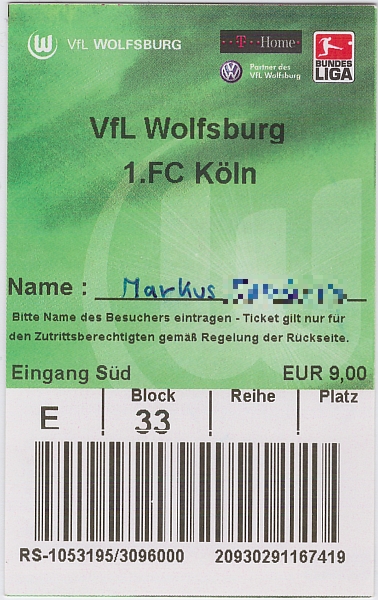 VfL WOLFSBURG
T · · Home ·
Partner des
VfL Wolfsburg
BUNDES
LIGA
VfL Wolfsburg
1.FC Köln
Name : Markus
Bitte Name des Besuchers eintragen - Ticket gilt nur für
den Zutrittsberechtigten gemäß Regelung der Rückseite.
Eingang Süd EUR 9,00
Block Reihe Platz
E 33
RS-1053195/3096000 20930291167419